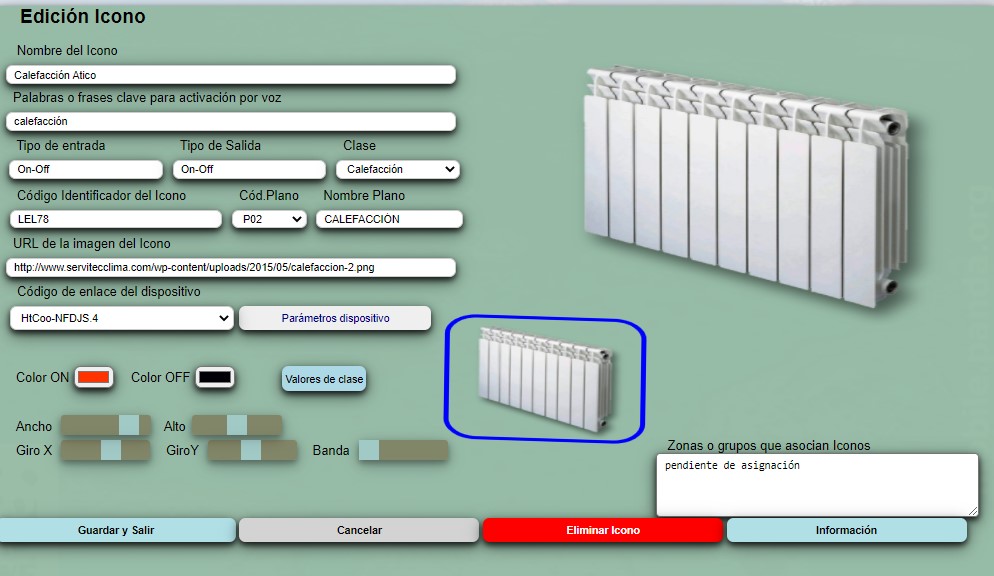 Edición Icono
Nombre del Icono
Calefacción Atico
Palabras o frases clave para activación por voz
calefacción
Tipo de entrada Tipo de Salida Clase
On-Off On-Off Calefacción
Código Identificador del Icono Cód.Plano Nombre Plano
LEL78 P02 CALEFACCIÓN
URL de la imagen del Icono
http://www.servitecclima.com/wp-content/uploads/2015/05/calefaccion-2.png
Código de enlace del dispositivo
HtCoo-NFDJS.4 Parámetros dispositivo
Color ON Color OFF Valores de clase
Ancho Alto
Giro X GiroY Banda
Zonas o grupos que asocian Iconos
pendiente de asignación
Guardar y Salir Cancelar Eliminar Icono Información